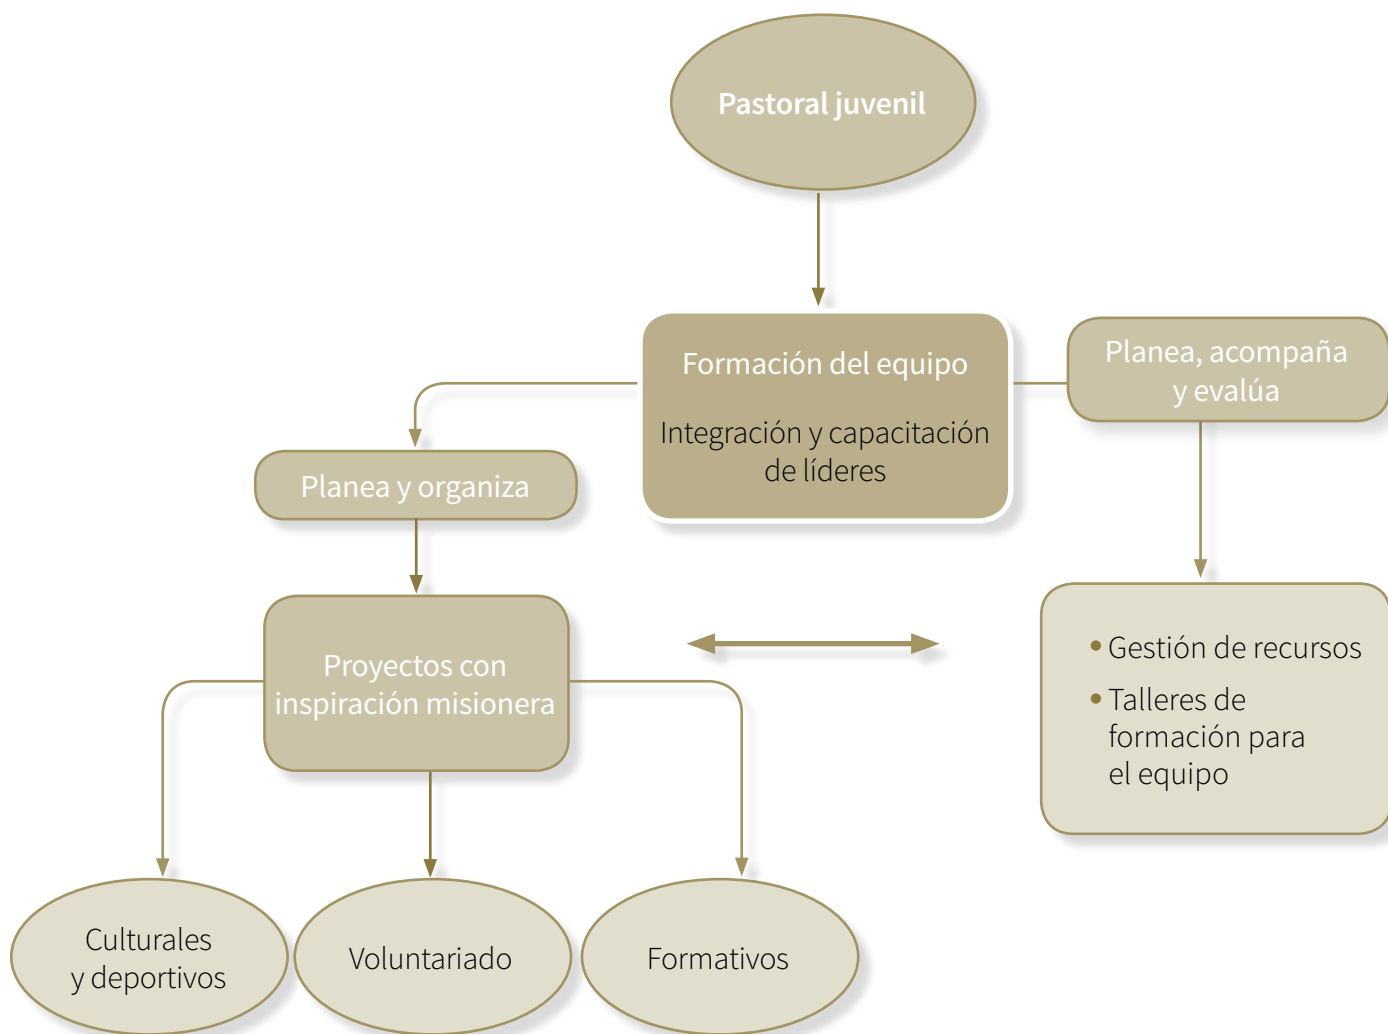 Pastoral juvenil
Formación del equipo
Integración y capacitación
de líderes
Planea, acompaña
y evalúa
Planea y organiza
Proyectos con
inspiración misionera
• Gestión de recursos
• Talleres de
formación para
el equipo
Culturales
y deportivos
Voluntariado
Formativos